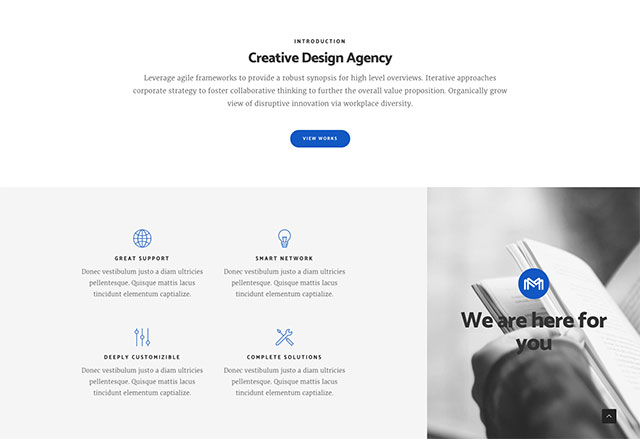 INTRODUCTION
Creative Design Agency
Leverage agile frameworks to provide a robust synopsis for high level overviews. Iterative approaches
corporate strategy to foster collaborative thinking to further the overall value proposition. Organically grow
view of disruptive innovation via workplace diversity.
VIEW WORKS
GREAT SUPPORT
Donec vestibulum justo a diam ultricies
pellentesque. Quisque mattis lacus
tincidunt elementum captialize.
SMART NETWORK
Donec vestibulum justo a diam ultricies
pellentesque. Quisque mattis lacus
tincidunt elementum captialize.
DEEPLY CUSTOMIZIBLE
Donec vestibulum justo a diam ultricies
pellentesque. Quisque mattis lacus
tincidunt elementum captialize.
COMPLETE SOLUTIONS
Donec vestibulum justo a diam ultricies
pellentesque. Quisque mattis lacus
tincidunt elementum captialize.
We are here for
you